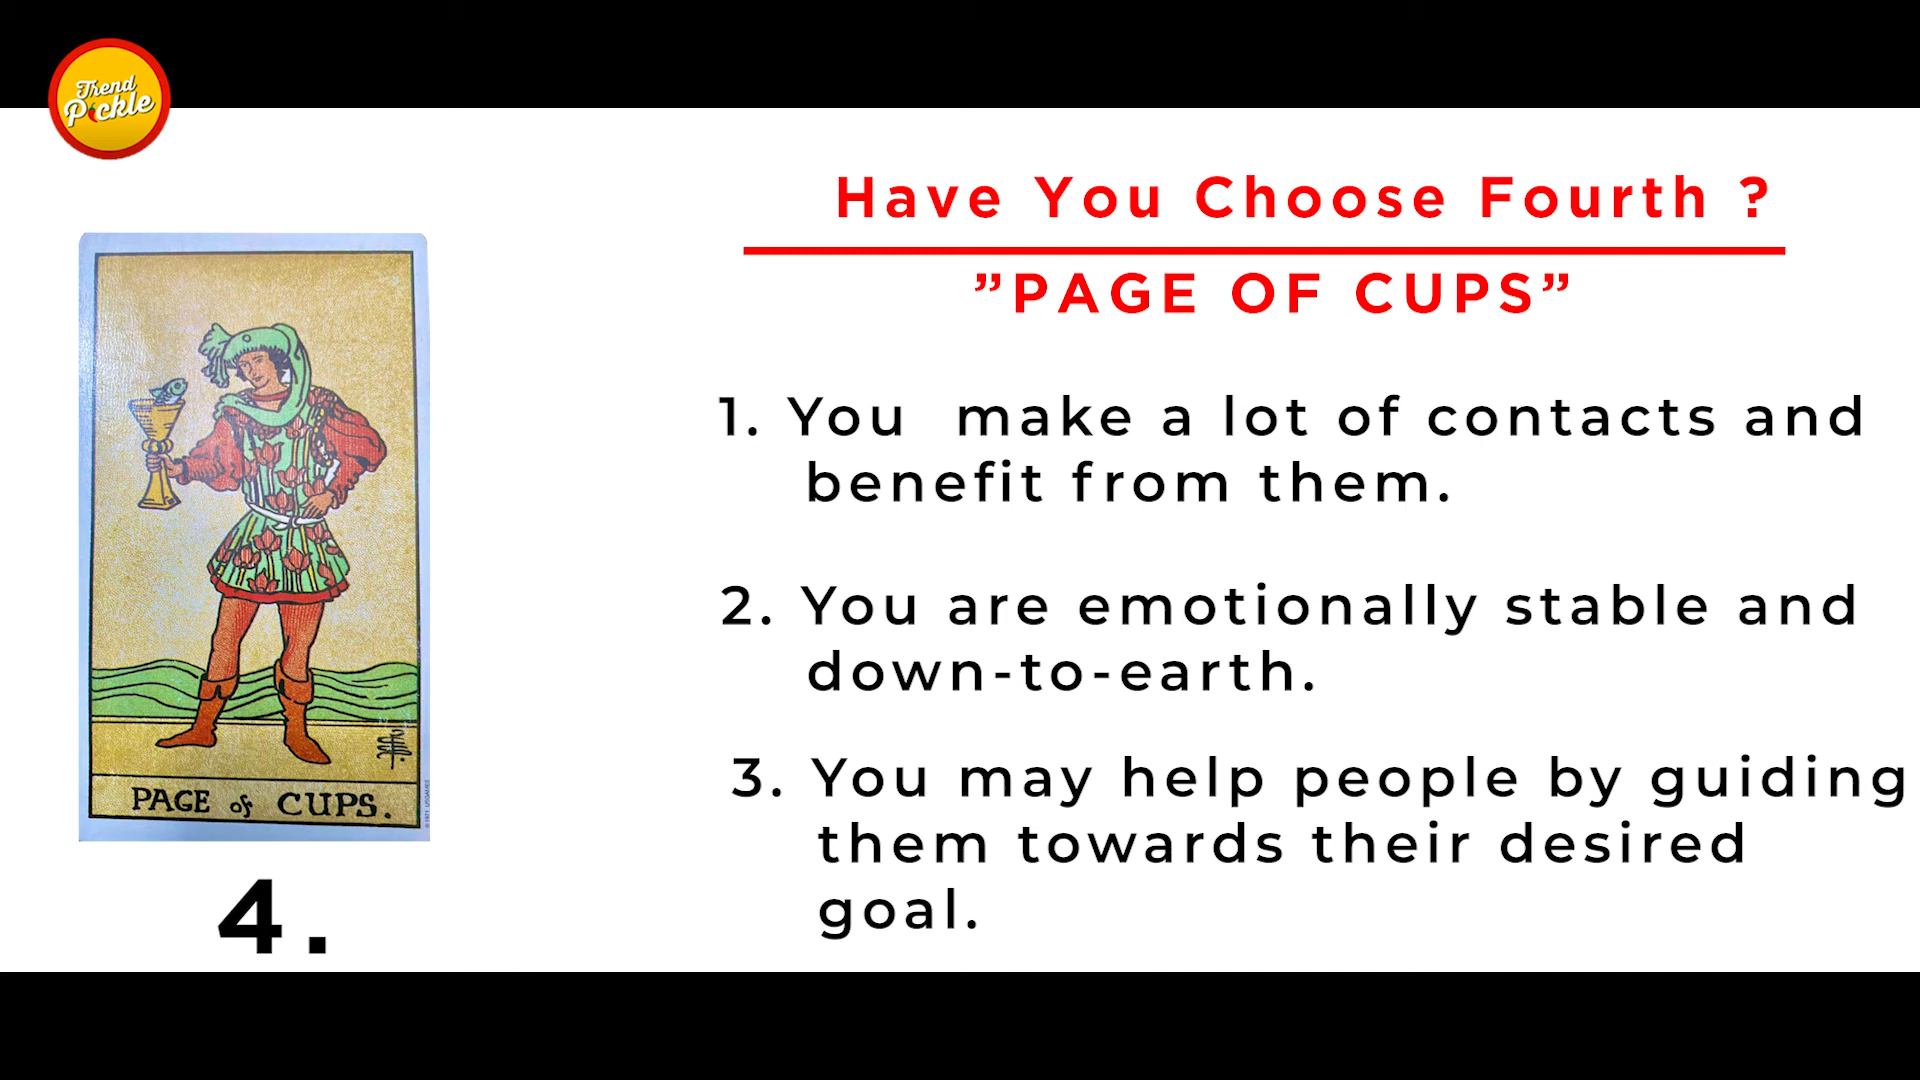 Trend
Pickle
Have You Choose Fourth ?
”PAGE OF CUPS”
1. You make a lot of contacts and
benefit from them.
2. You are emotionally stable and
down-to-earth.
3. You may help people by guiding
them towards their desired
goal.
PAGE of CUPS.
4.